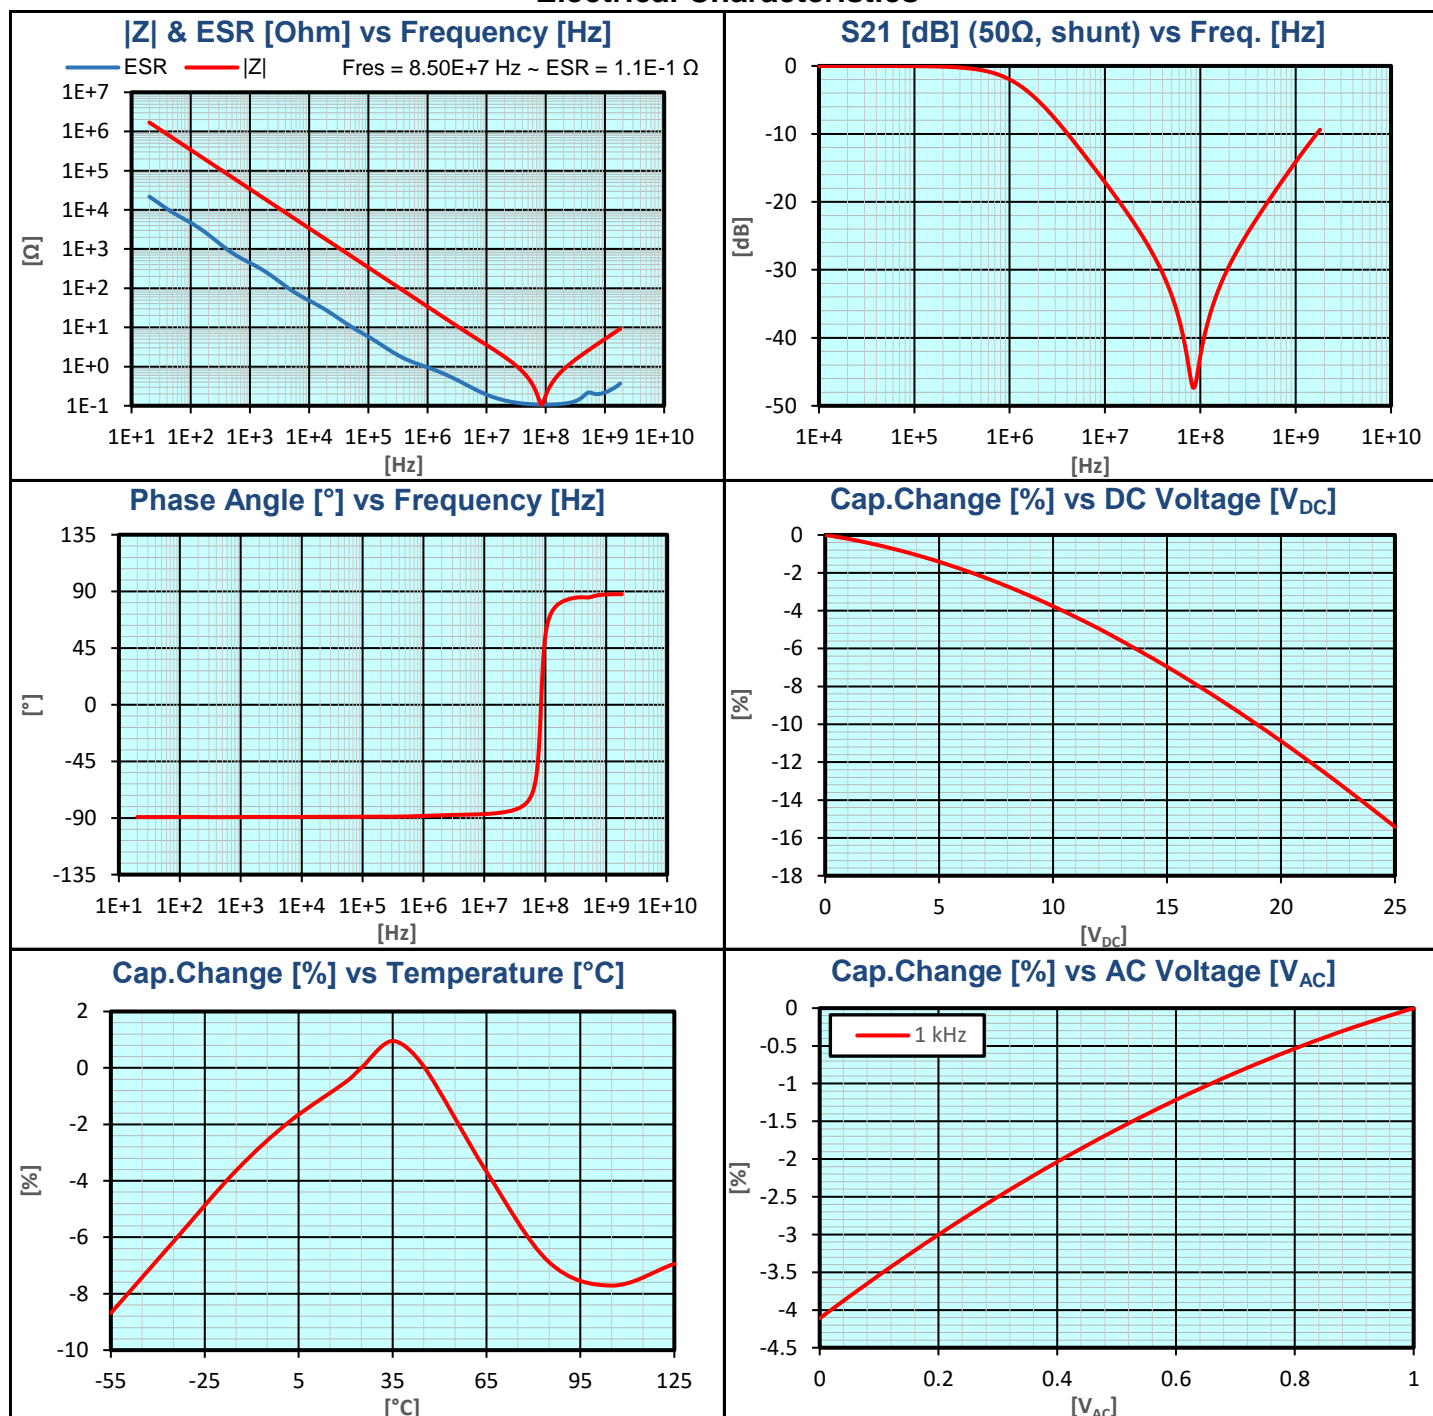 Electrical Characteristics
|Z| & ESR [Ohm] vs Frequency [Hz]
ESR |Z| Fres = 8.50E+7 Hz ~ ESR = 1.1E-1 Ω
1E+7
1E+6
1E+5
1E+4
1E+3
1E+2
1E+1
1E+0
1E-1
[Ω]
1E+1 1E+2 1E+3 1E+4 1E+5 1E+6 1E+7 1E+8 1E+9 1E+10
[Hz]
S21 [dB] (50Ω, shunt) vs Freq. [Hz]
0
-10
-20
-30
-40
-50
[dB]
1E+4 1E+5 1E+6 1E+7 1E+8 1E+9 1E+10
[Hz]
Phase Angle [°] vs Frequency [Hz]
135
90
45
0
-45
-90
-135
[°]
1E+1 1E+2 1E+3 1E+4 1E+5 1E+6 1E+7 1E+8 1E+9 1E+10
[Hz]
Cap.Change [%] vs DC Voltage [VDC]
0
-2
-4
-6
-8
-10
-12
-14
-16
-18
[%]
0 5 10 15 20 25
[VDC]
Cap.Change [%] vs Temperature [°C]
2
0
-2
-4
-6
-8
-10
[%]
-55 -25 5 35 65 95 125
[°C]
Cap.Change [%] vs AC Voltage [VAC]
1 kHz
0
-0.5
-1
-1.5
-2
-2.5
-3
-3.5
-4
-4.5
[%]
0 0.2 0.4 0.6 0.8 1
[VAC]